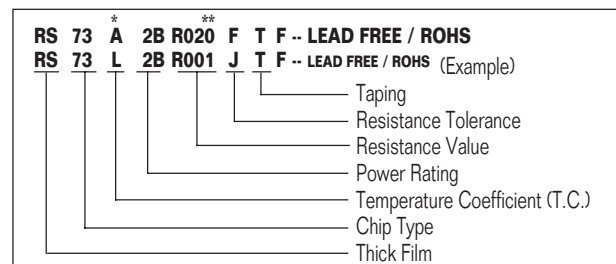 * **
RS 73 A 2B R020 F T F -- LEAD FREE / ROHS
RS 73 L 2B R001 J T F -- LEAD FREE / ROHS (Example)
Taping
Resistance Tolerance
Resistance Value
Power Rating
Temperature Coefficient (T.C.)
Chip Type
Thick Film